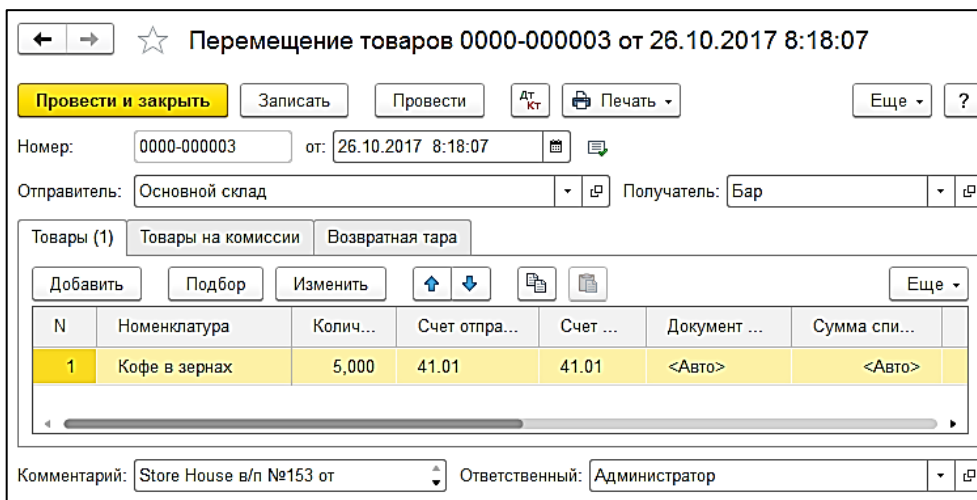 Перемещение товаров 0000-000003 от 26.10.2017 8:18:07
Провести и закрыть Записать Провести Дт Кт Печать Еще ?
Номер: 0000-000003 от: 26.10.2017 8:18:07
Отправитель: Основной склад Получатель: Бар
Товары (1) Товары на комиссии Возвратная тара
Добавить Подбор Изменить Еще
N Номенклатура Колич... Счет отпра... Счет ... Документ ... Сумма спи...
1 Кофе в зернах 5,000 41.01 41.01 <Авто> <Авто>
Комментарий: Store House в/п №153 от Ответственный: Администратор